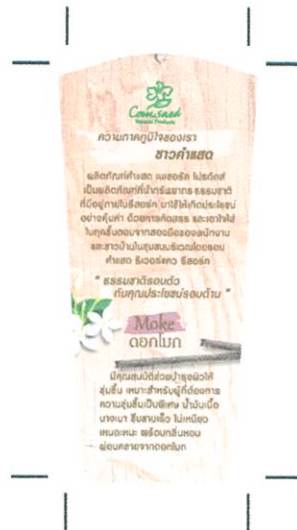 Comsaed
Natural Products
ความภาคภูมิใจของเรา
ชาวคำแสด
ผลิตภัณฑ์คำแสด เนเชอรัล โปรดักส์
เป็นผลิตภัณฑ์ที่นำทรัพยากรธรรมชาติ
ที่มีอยู่ภายในรีสอร์ท มาใช้ให้เกิดประโยชน์
อย่างคุ้มค่า ด้วยการคัดสรร และเอาใจใส่
ในทุกขั้นตอนจากสองมือของพนักงาน
และชาวบ้านในชุมชนบริเวณโดยรอบ
คำแสด ริเวอร์แคว รีสอร์ท
" ธรรมชาติรอบตัว
กับคุณประโยชน์รอบด้าน "
Moke
ดอกโมก
มีคุณสมบัติช่วยบำรุงผิวให้
ชุ่มชื้น เหมาะสำหรับผู้ที่ต้องการ
ความชุ่มชื้นเป็นพิเศษ น้ำมันเนื้อ
บางเบา ซึมซาบเร็ว ไม่เหนียว
เหนอะหนะ พร้อมกลิ่นหอม
ผ่อนคลายจากดอกโมก